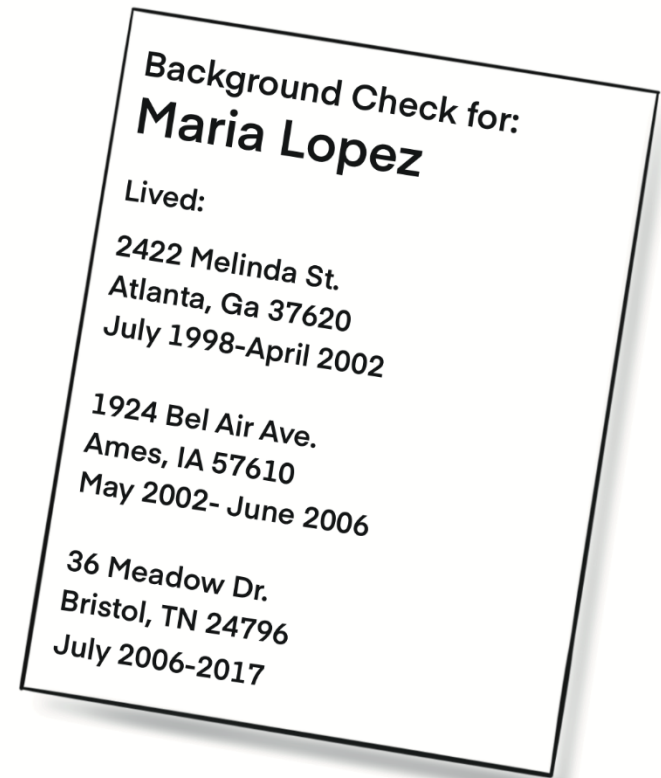 Background Check for:
Maria Lopez
Lived:
2422 Melinda St.
Atlanta, Ga 37620
July 1998-April 2002
1924 Bel Air Ave.
Ames, IA 57610
May 2002- June 2006
36 Meadow Dr.
Bristol, TN 24796
July 2006-2017